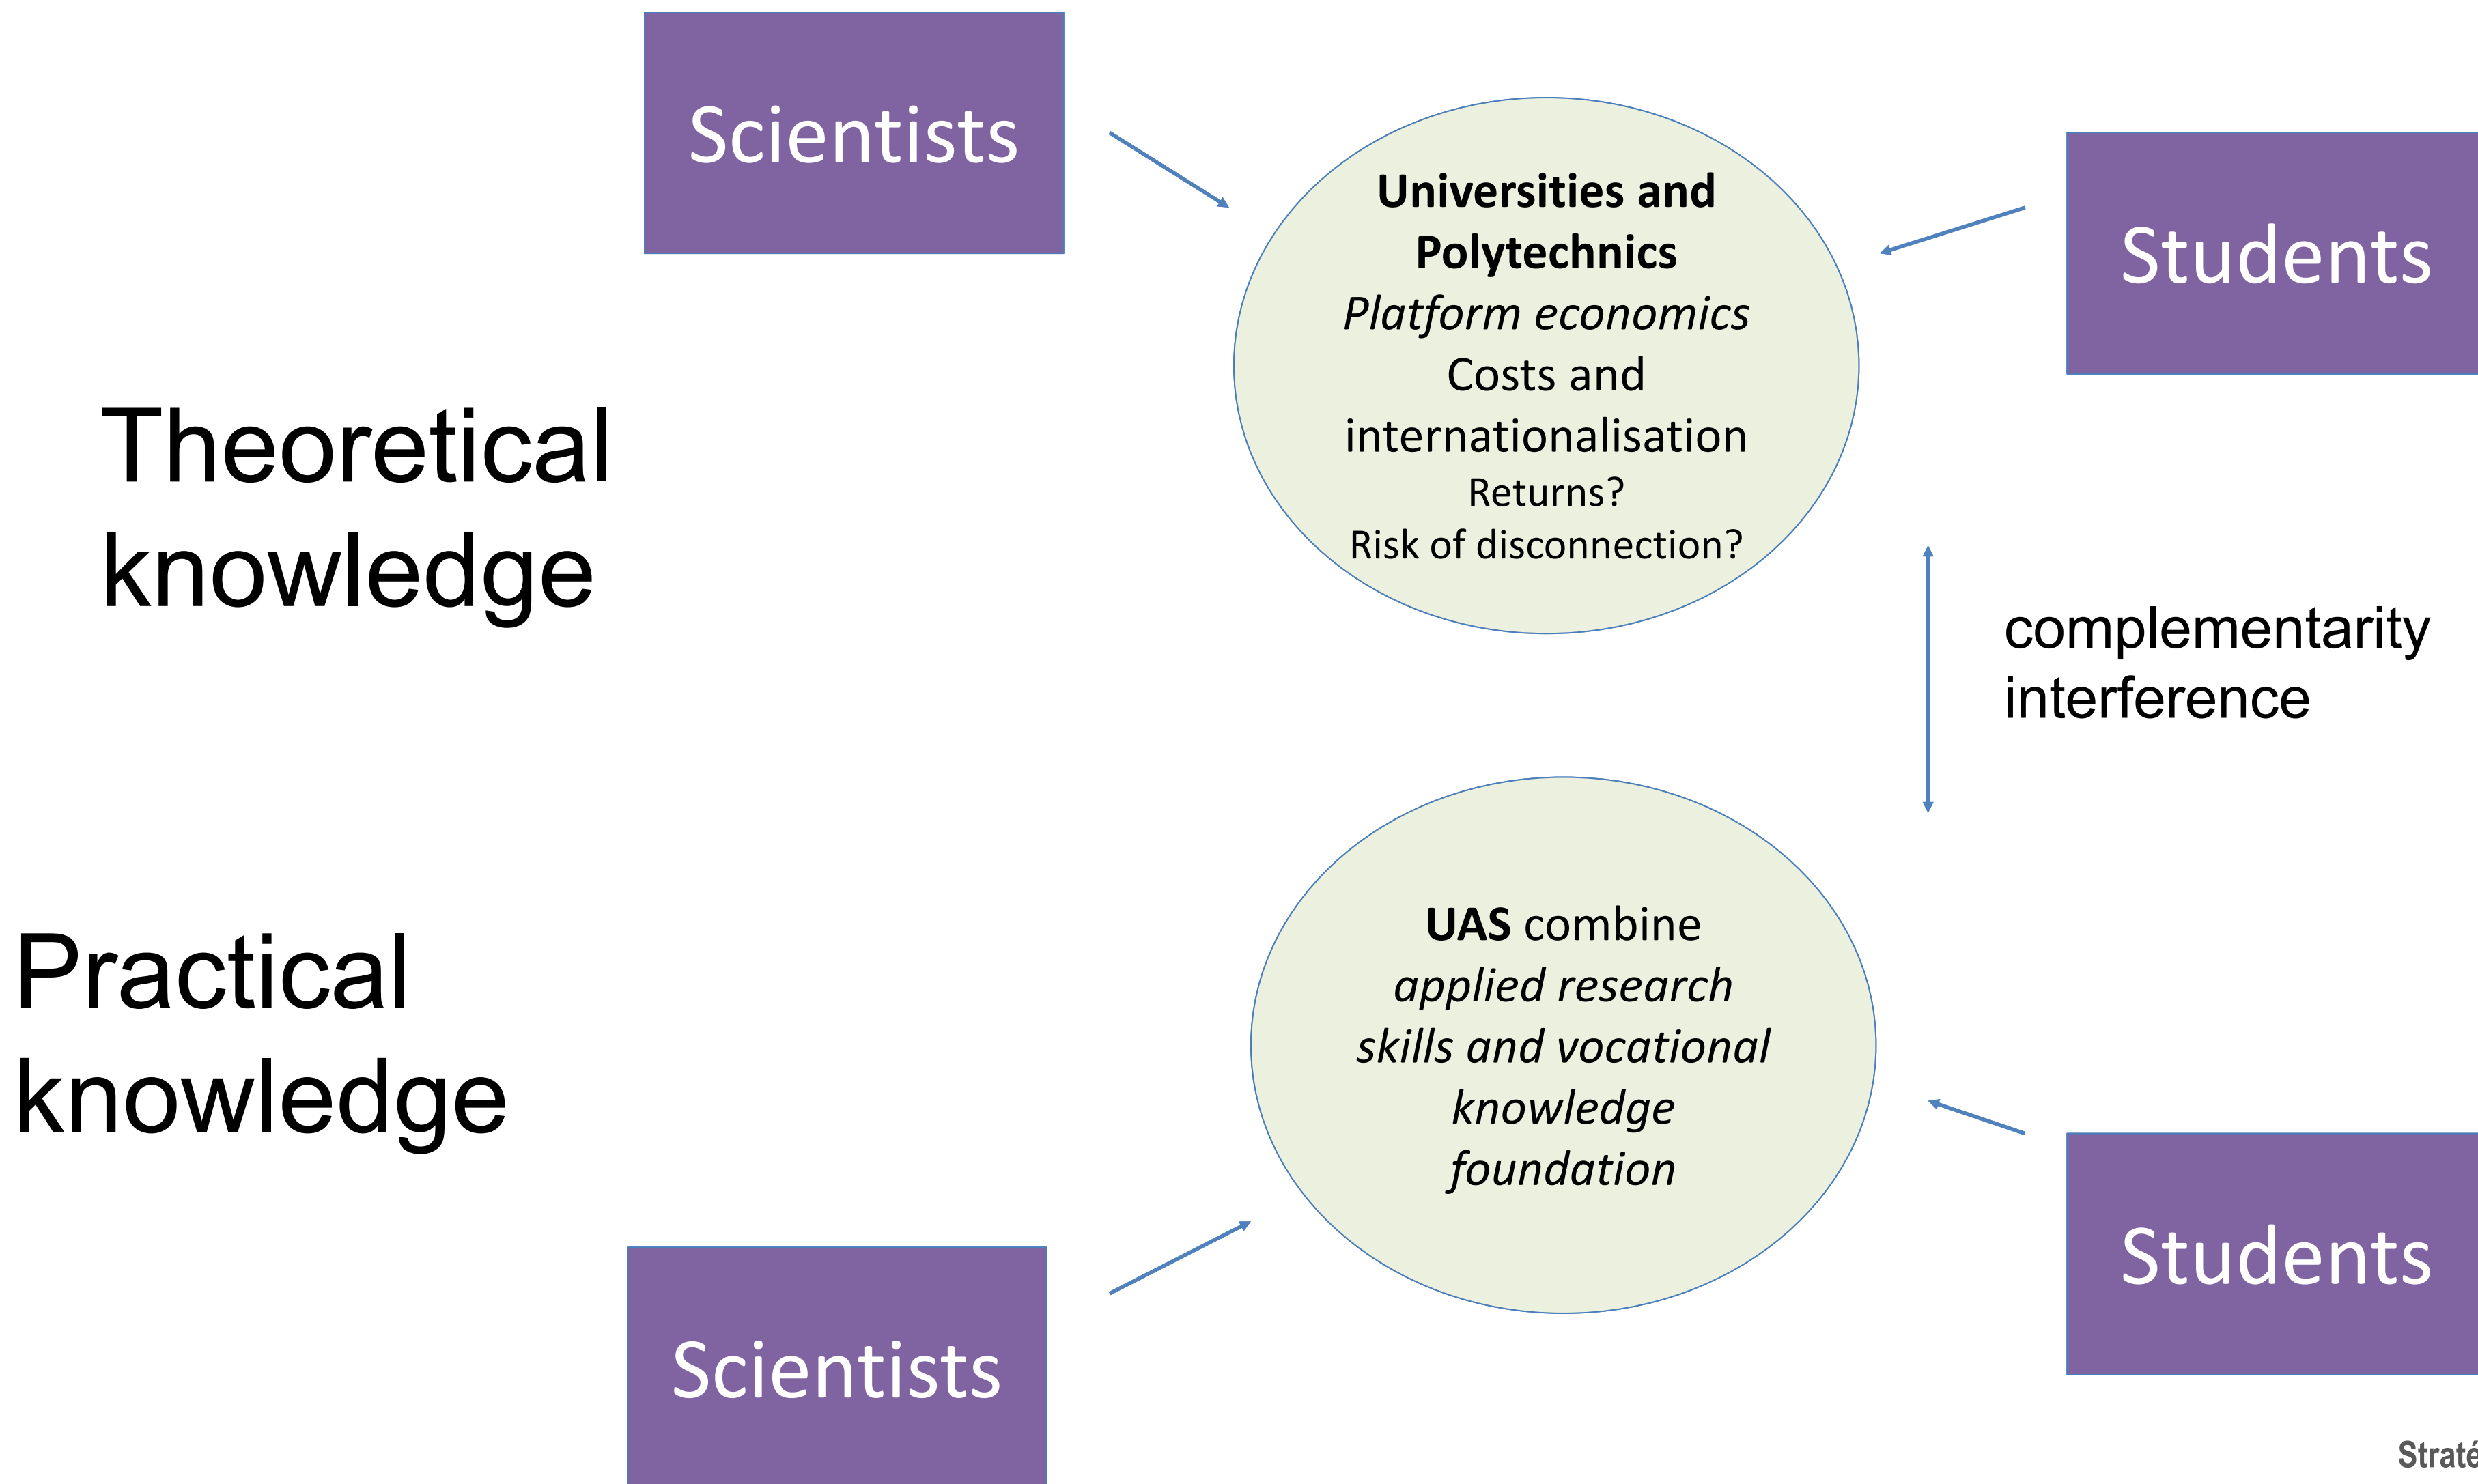 Scientists
Students
Universities and
Polytechnics
Platform economics
Costs and
internationalisation
Returns?
Risk of disconnection?
Theoretical
knowledge
complementarity
interference
UAS combine
applied research
skills and vocational
knowledge
foundation
Practical
knowledge
Students
Scientists